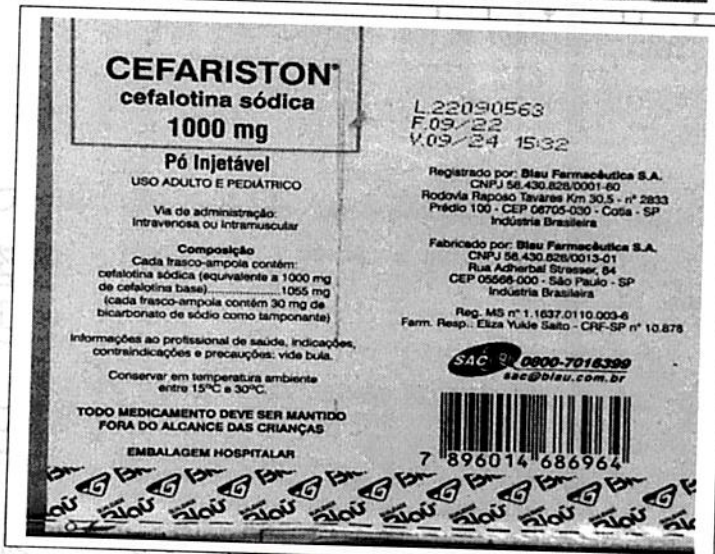 CEFARISTON®
cefalotina sódica
1000 mg
Pó Injetável
USO ADULTO E PEDIÁTRICO
Via de administração:
Intravenosa ou Intramuscular
Composição
Cada frasco-ampola contém:
cefalotina sódica (equivalente a 1000 mg
de cefalotina base)......................1055 mg
(cada frasco-ampola contém 30 mg de
bicarbonato de sódio como tamponante)
Informações ao profissional de saúde, indicações,
contraindicações e precauções: vide bula.
Conservar em temperatura ambiente
entre 15ºC e 30ºC.
TODO MEDICAMENTO DEVE SER MANTIDO
FORA DO ALCANCE DAS CRIANÇAS
EMBALAGEM HOSPITALAR
L.22090563
F.09/22
V.09/24 15:32
Registrado por: Blau Farmacêutica S.A.
CNPJ 58.430.828/0001-60
Rodovia Raposo Tavares Km 30,5 - nº 2833
Prédio 100 - CEP 06705-030 - Cotia - SP
Indústria Brasileira
Fabricado por: Blau Farmacêutica S.A.
CNPJ 58.430.828/0013-01
Rua Adherbal Stresser, 84
CEP 05566-000 - São Paulo - SP
Indústria Brasileira
Reg. MS nº 1.1637.0110.003-6
Farm. Resp.: Eliza Yukie Saito - CRF-SP nº 10.878
SAC 0800-7016399
sac@blau.com.br
7 896014 686964